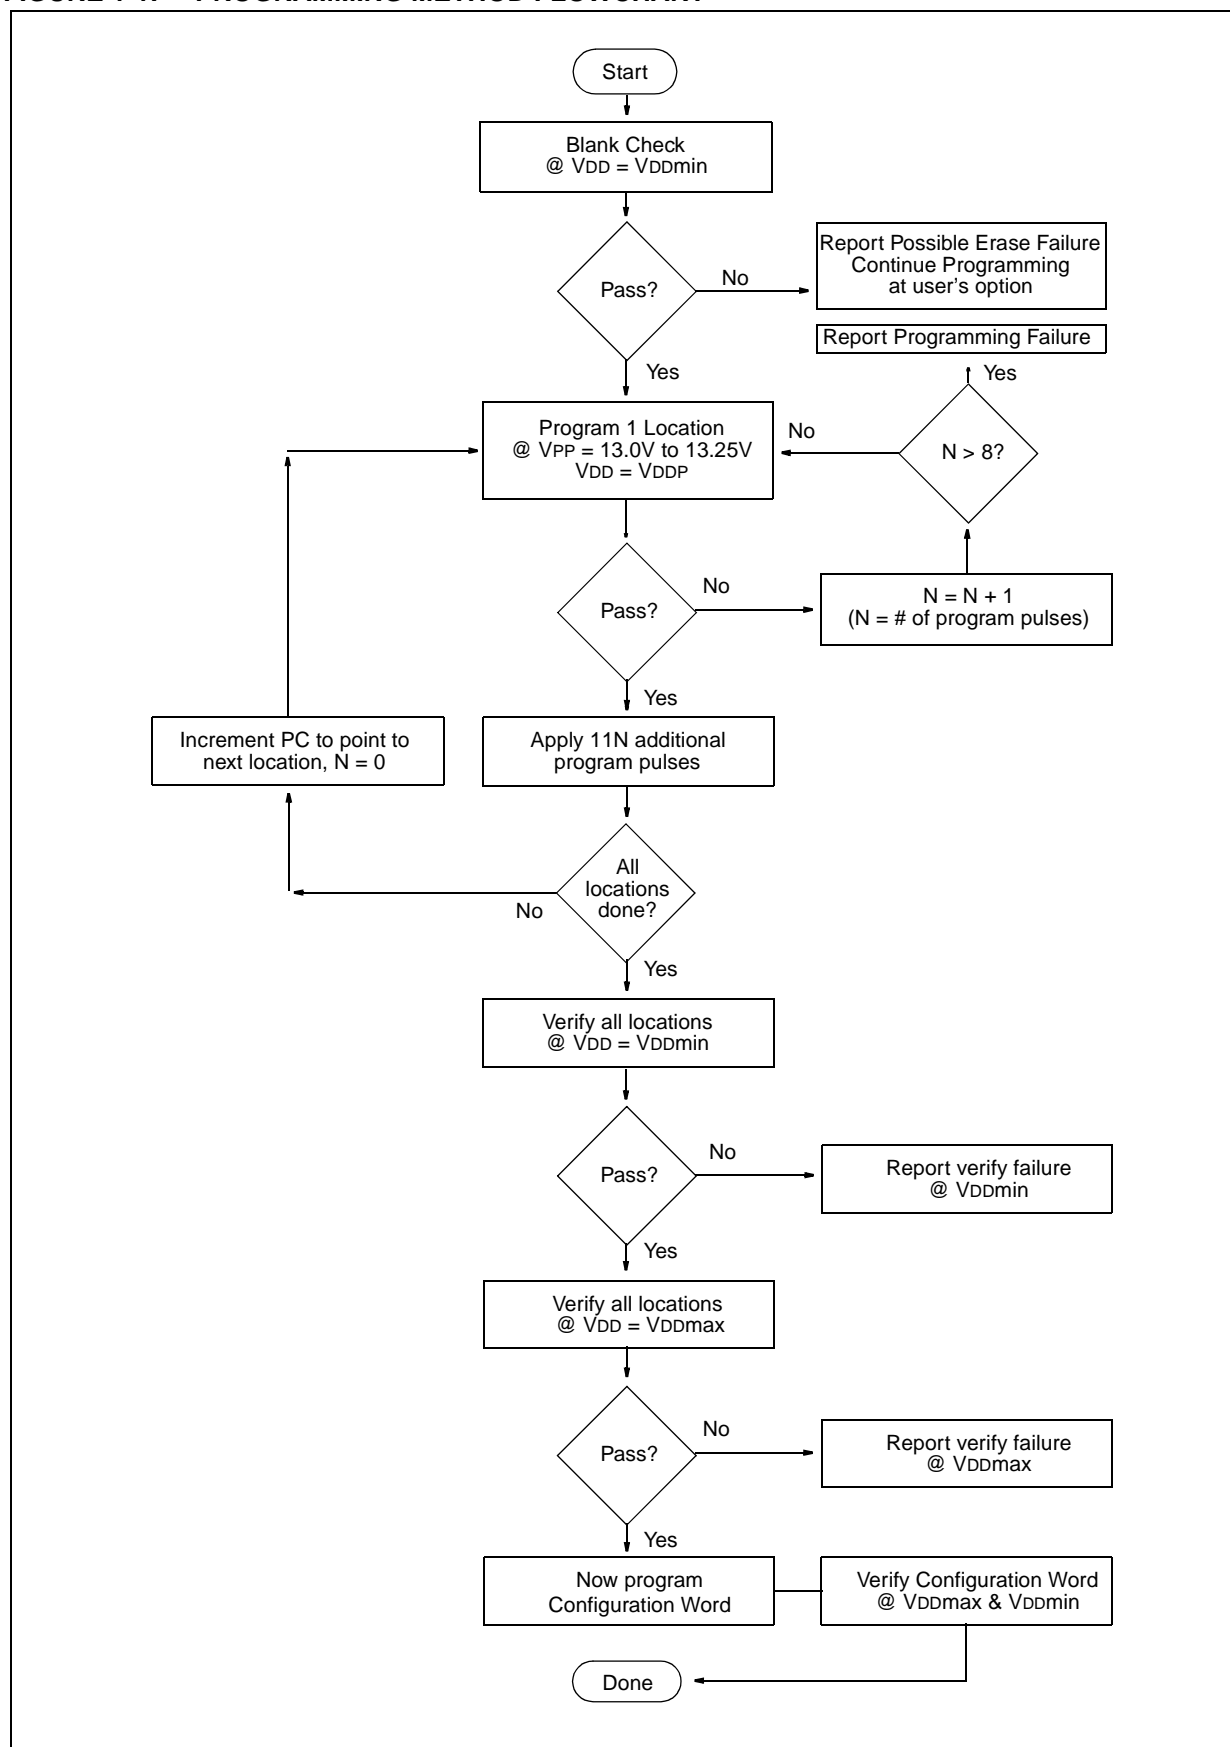 Start
Blank Check
@ VDD = VDDmin
Pass?
No
Report Possible Erase Failure
Continue Programming
at user's option
Yes
Report Programming Failure
Yes
N > 8?
No
Program 1 Location
@ VPP = 13.0V to 13.25V
VDD = VDDP
Pass?
No
N = N + 1
(N = # of program pulses)
Yes
Increment PC to point to
next location, N = 0
Apply 11N additional
program pulses
All
locations
done?
No
Yes
Verify all locations
@ VDD = VDDmin
Pass?
No
Report verify failure
@ VDDmin
Yes
Verify all locations
@ VDD = VDDmax
Pass?
No
Report verify failure
@ VDDmax
Yes
Now program
Configuration Word
Verify Configuration Word
@ VDDmax & VDDmin
Done